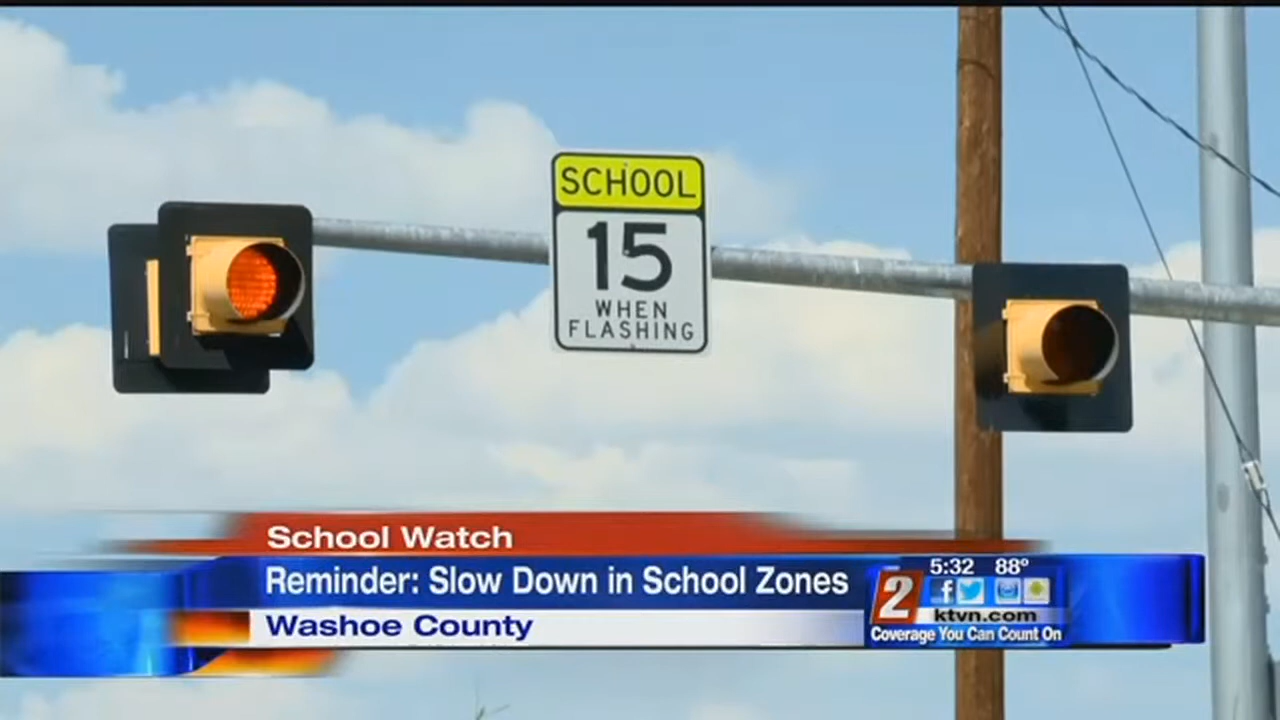 SCHOOL
15
WHEN
FLASHING
School Watch
Reminder: Slow Down in School Zones
Washoe County
2
5:32 88°
f
ktvn.com
Coverage You Can Count On